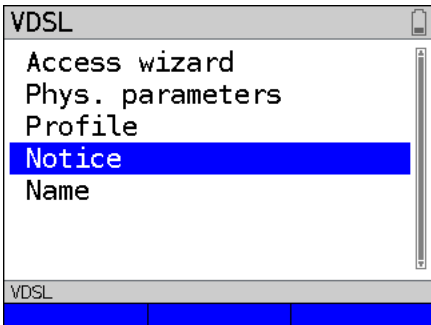 VDSL
Access wizard
Phys. parameters
Profile
Notice
Name
VDSL